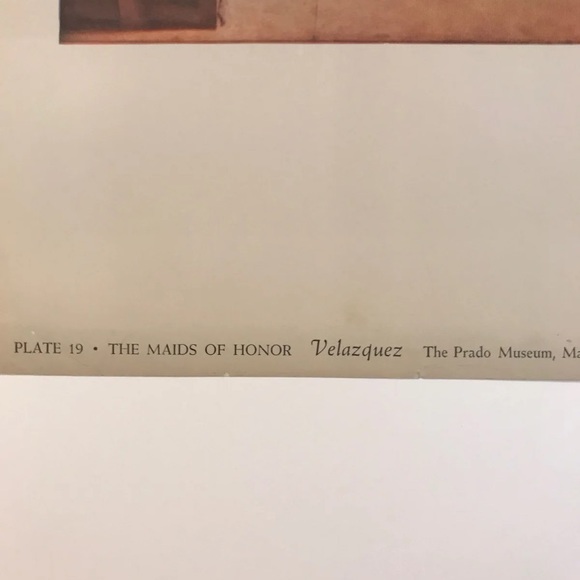 PLATE 19 • THE MAIDS OF HONOR Velazquez The Prado Museum, Ma